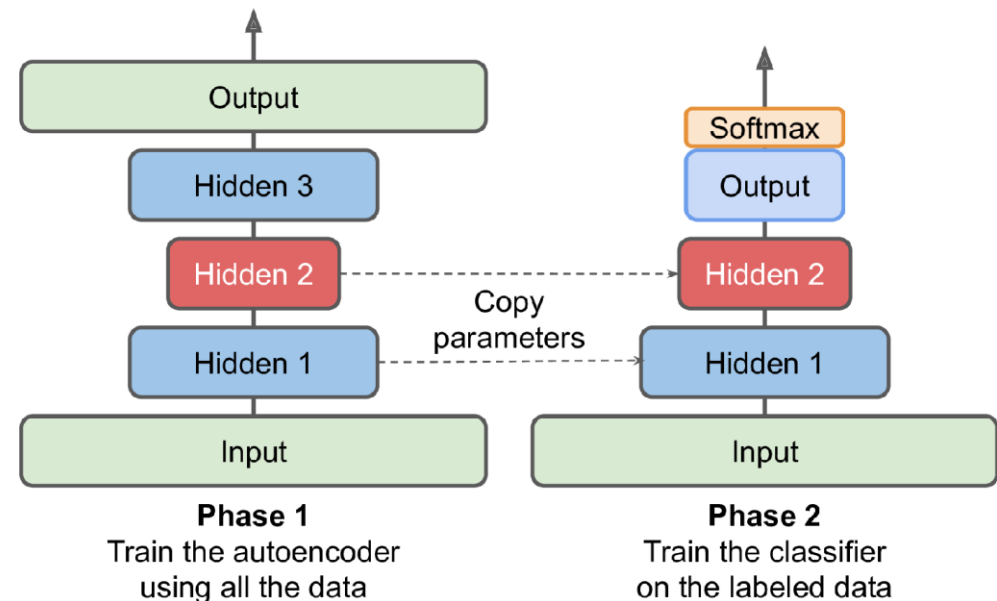 Output
Hidden 3
Hidden 2
Hidden 1
Input
Copy
parameters
Softmax
Output
Hidden 2
Hidden 1
Input
Phase 1
Train the autoencoder
using all the data
Phase 2
Train the classifier
on the labeled data